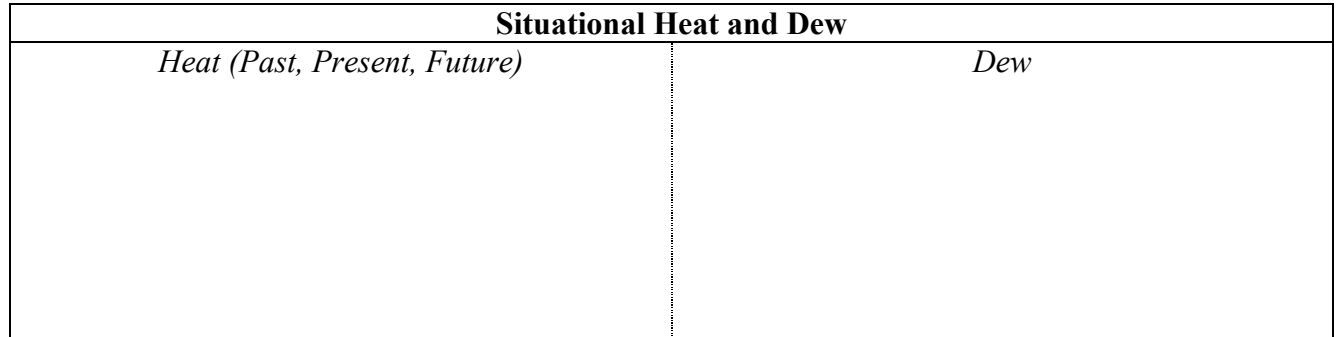 Situational Heat and Dew
Heat (Past, Present, Future)
Dew